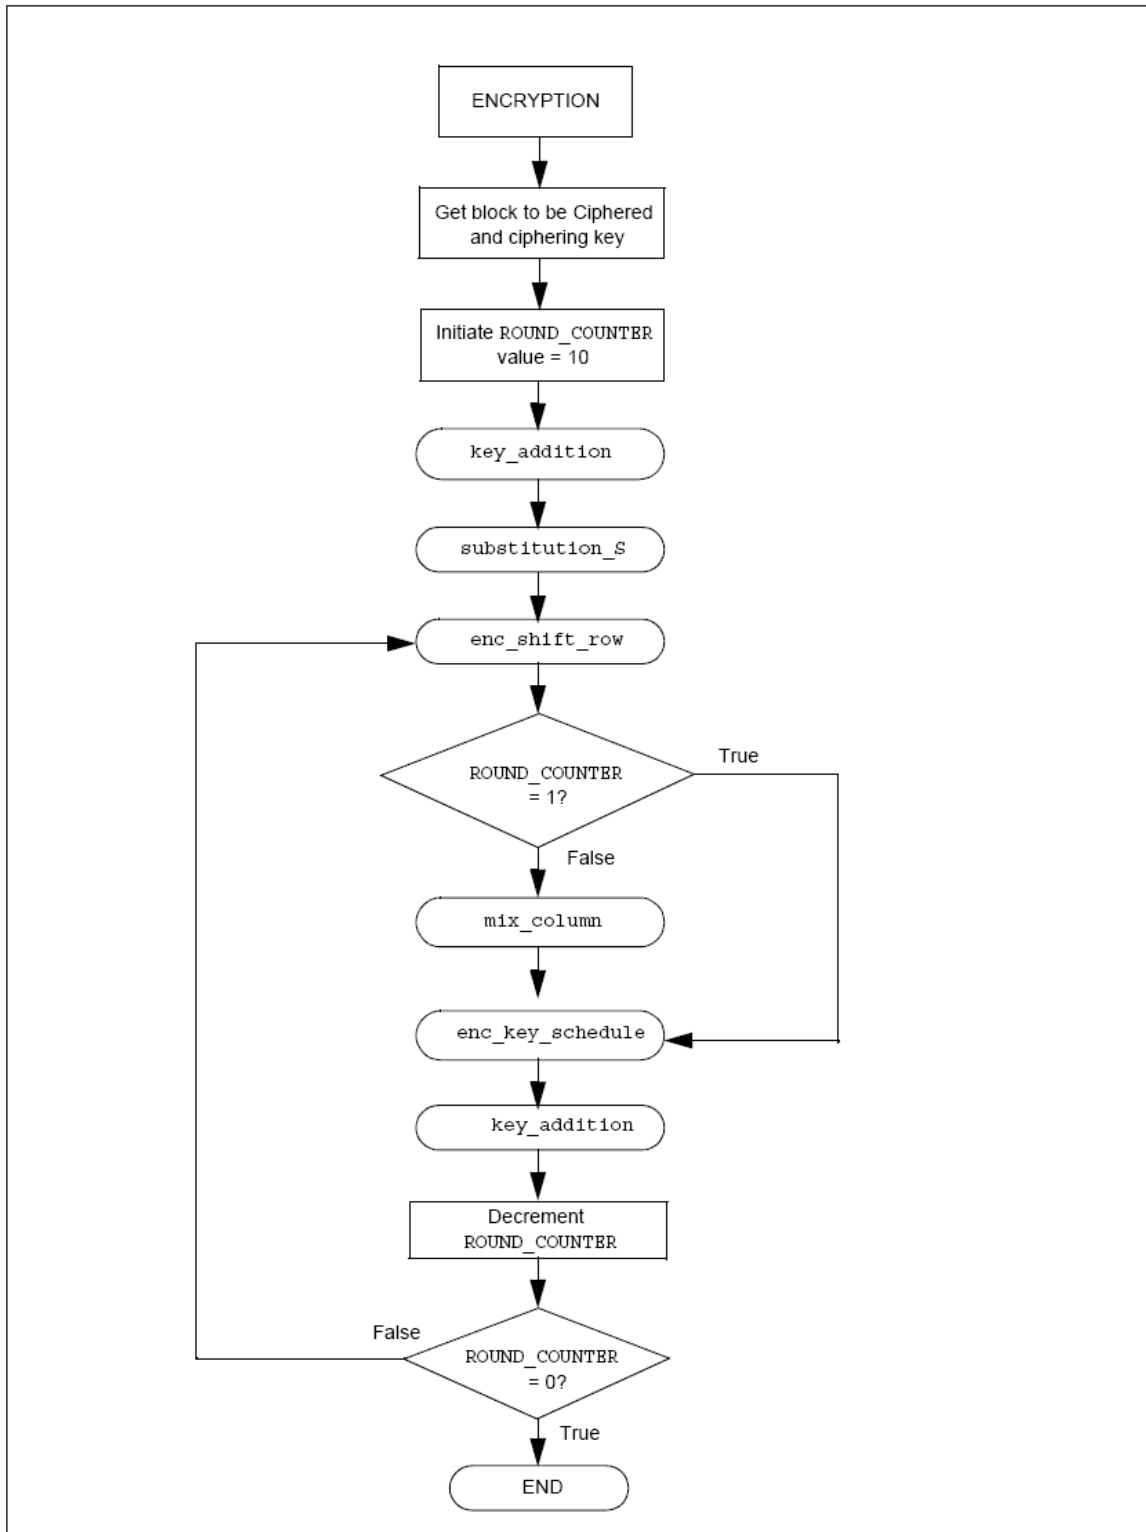 ENCRYPTION
Get block to be Ciphered
and ciphering key
Initiate ROUND_COUNTER
value = 10
key_addition
substitution_S
enc_shift_row
ROUND_COUNTER
= 1?
True
False
mix_column
enc_key_schedule
key_addition
Decrement
ROUND_COUNTER
False
ROUND_COUNTER
= 0?
True
END